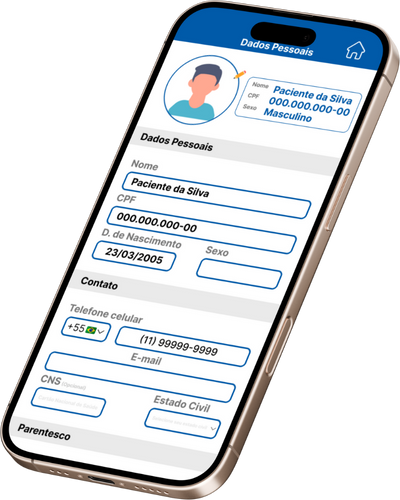 Dados Pessoais
Nome Paciente da Silva
CPF 000.000.000-00
Sexo Masculino
Dados Pessoais
Nome
Paciente da Silva
CPF
000.000.000-00
D. de Nascimento Sexo
23/03/2005
Contato
Telefone celular
+55 (11) 99999-9999
E-mail
CNS (Opcional) Estado Civil
Parentesco